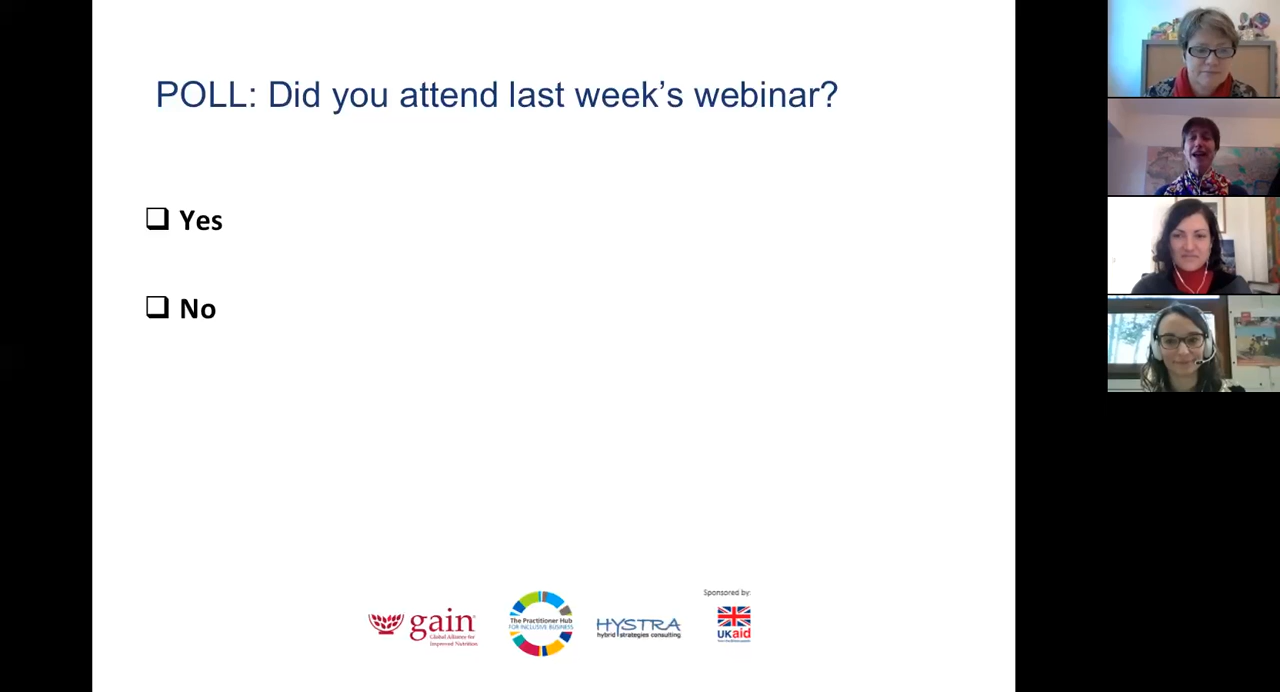 POLL: Did you attend last week's webinar?
Yes
No
gain
Global Alliance for
Improved Nutrition
The Practitioner Hub
FOR INCLUSIVE BUSINESS
HYSTRA
hybrid strategies consulting
Sponsored by:
UKaid